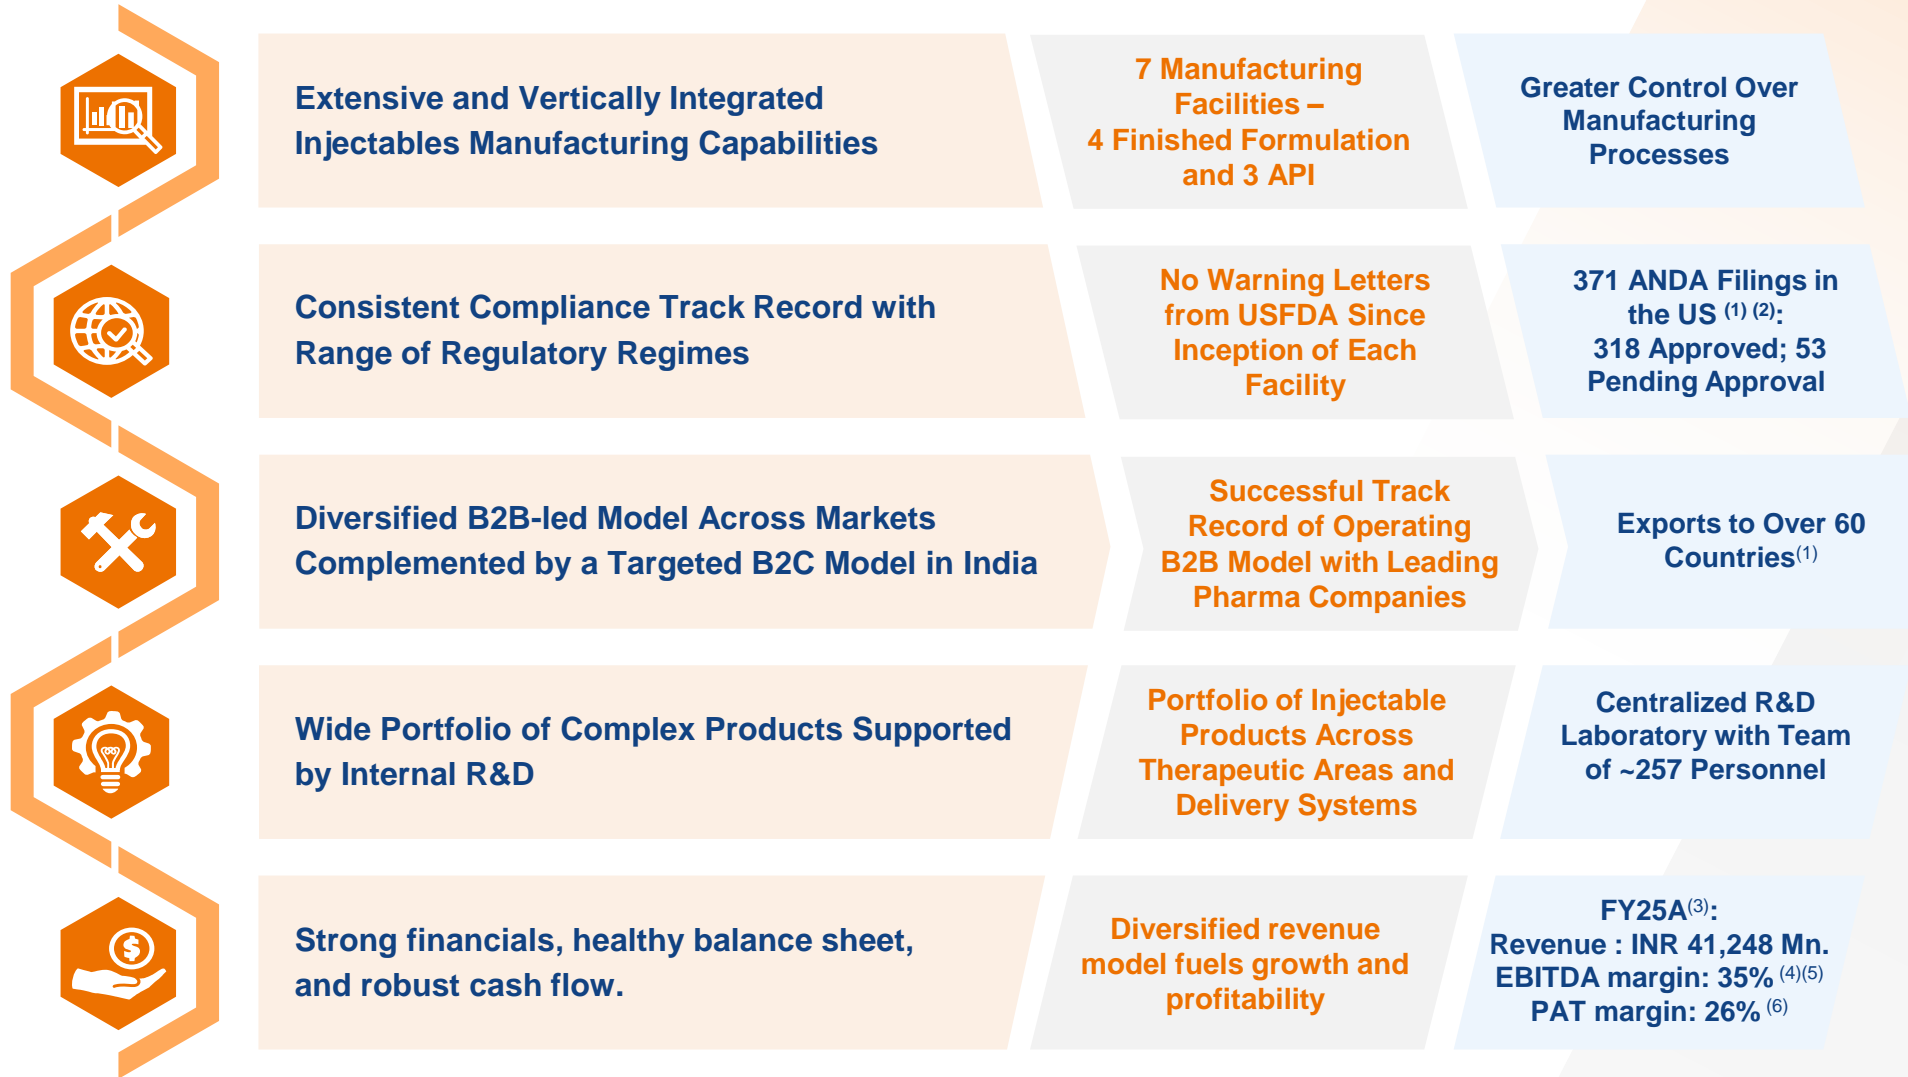 Extensive and Vertically Integrated
Injectables Manufacturing Capabilities
7 Manufacturing
Facilities –
4 Finished Formulation
and 3 API
Greater Control Over
Manufacturing
Processes
Consistent Compliance Track Record with
Range of Regulatory Regimes
No Warning Letters
from USFDA Since
Inception of Each
Facility
371 ANDA Filings in
the US (1) (2):
318 Approved; 53
Pending Approval
Diversified B2B-led Model Across Markets
Complemented by a Targeted B2C Model in India
Successful Track
Record of Operating
B2B Model with Leading
Pharma Companies
Exports to Over 60
Countries(1)
Wide Portfolio of Complex Products Supported
by Internal R&D
Portfolio of Injectable
Products Across
Therapeutic Areas and
Delivery Systems
Centralized R&D
Laboratory with Team
of ~257 Personnel
Strong financials, healthy balance sheet,
and robust cash flow.
Diversified revenue
model fuels growth and
profitability
FY25A(3):
Revenue : INR 41,248 Mn.
EBITDA margin: 35% (4)(5)
PAT margin: 26% (6)